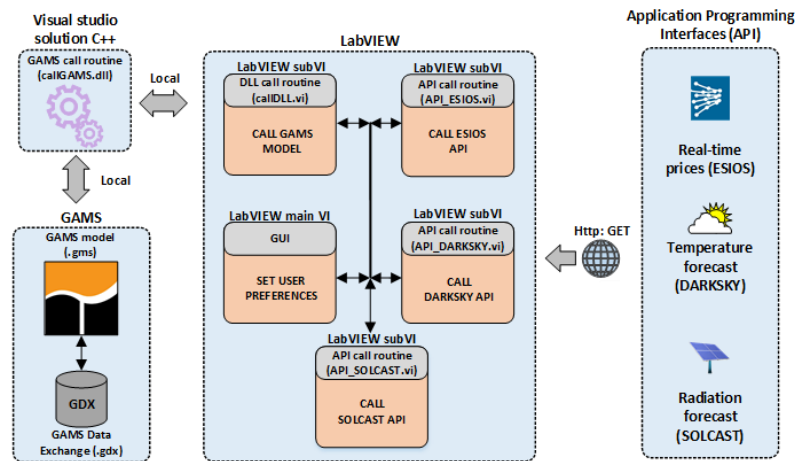 Visual studio
solution C++
GAMS call routine
(callGAMS.dll)
Local
Local
GAMS
GAMS model
(.gms)
GDX
GAMS Data
Exchange (.gdx)
LabVIEW
LabVIEW subVI
DLL call routine
(callDLL.vi)
CALL GAMS
MODEL
LabVIEW subVI
API call routine
(API_ESIOS.vi)
CALL ESIOS
API
LabVIEW main VI
GUI
SET USER
PREFERENCES
LabVIEW subVI
API call routine
(API_DARKSKY.vi)
CALL
DARKSKY API
LabVIEW subVI
API call routine
(API_SOLCAST.vi)
CALL
SOLCAST API
Http: GET
Application Programming
Interfaces (API)
Real-time
prices (ESIOS)
Temperature
forecast
(DARKSKY)
Radiation
forecast
(SOLCAST)